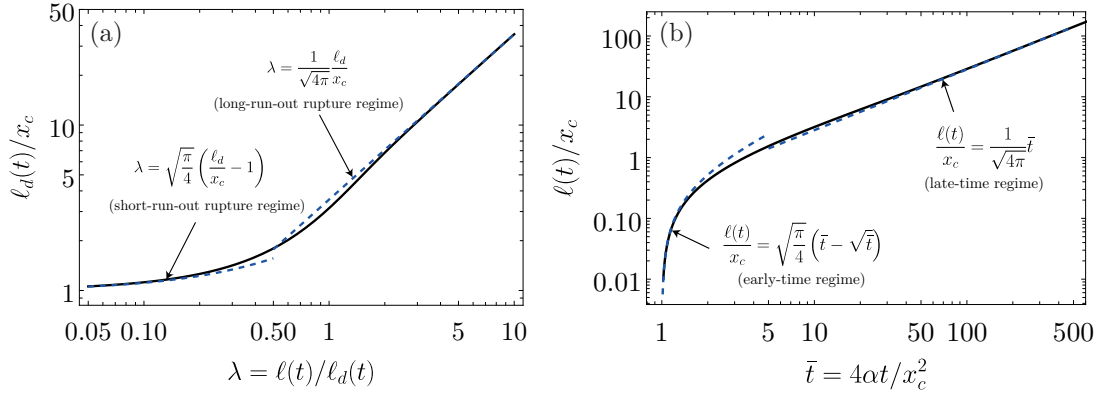 (a)
50
10
5
1
ℓ_d(t)/x_c
λ = 1/√4π ℓ_d/x_c
(long-run-out rupture regime)
λ = √π/4 (ℓ_d/x_c − 1)
(short-run-out rupture regime)
0.05 0.10 0.50 1 5 10
λ = ℓ(t)/ℓ_d(t)
(b)
100
10
1
0.10
0.01
ℓ(t)/x_c
ℓ(t)/x_c = 1/√4π t̄
(late-time regime)
ℓ(t)/x_c = √π/4 (t̄ − √t̄)
(early-time regime)
1 5 10 50 100 500
t̄ = 4αt/x_c^2